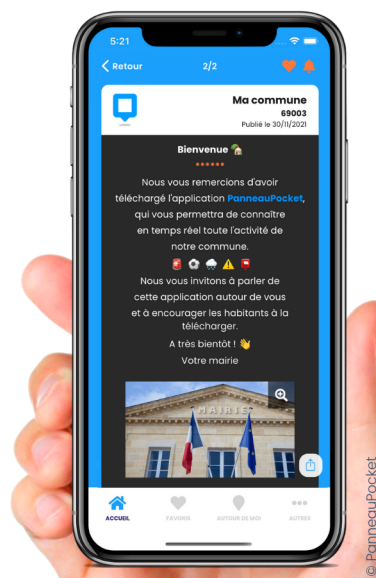 5:21
Retour
2/2
Ma commune
69003
Publié le 30/11/2021
Bienvenue
Nous vous remercions d'avoir
téléchargé l'application PanneauPocket,
qui vous permettra de connaître
en temps réel toute l'activité de
notre commune.
Nous vous invitons à parler de
cette application autour de vous
et à encourager les habitants à la
télécharger.
A très bientôt !
Votre mairie
MAIRIE
ACCUEIL
FAVORIS
AUTOUR DE MOI
AUTRES
© PanneauPocket